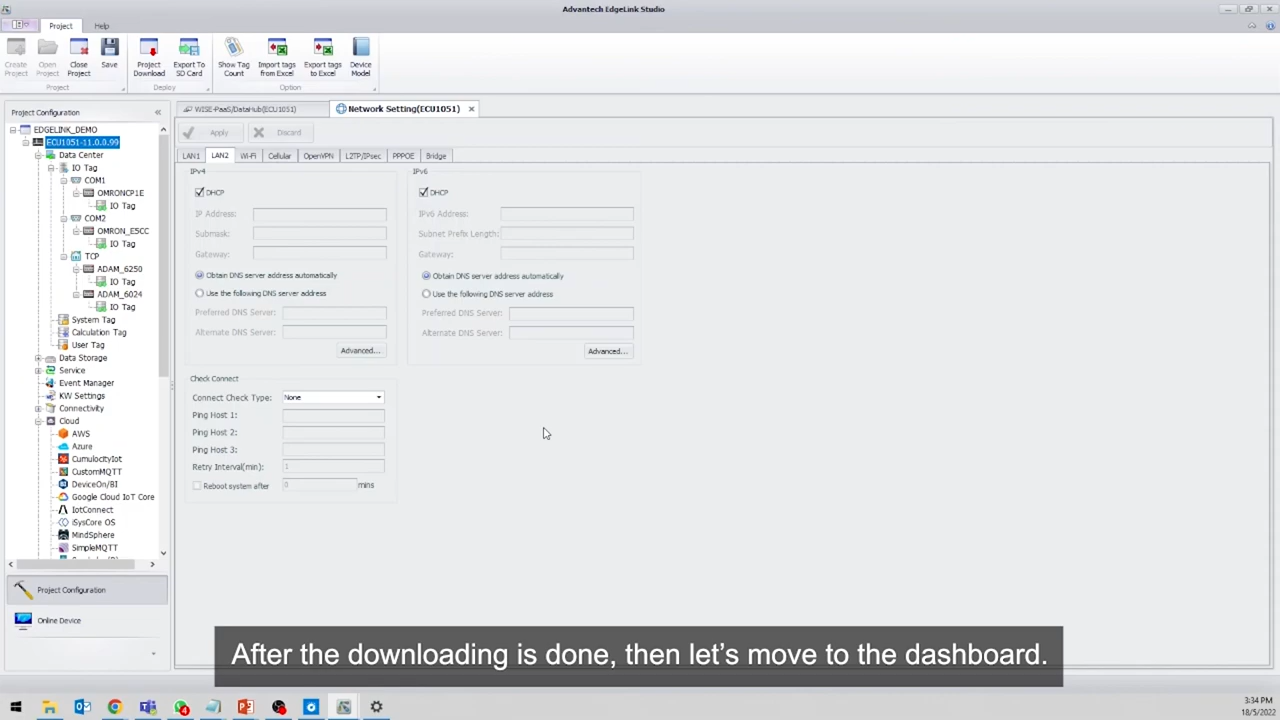 Advantech EdgeLink Studio
Project
Help
Create Project
Open Project
Close Project
Save
Project Download
Export To SD Card
Show Tag Count
Import tags from Excel
Export tags to Excel
Device Model
Project
Deploy
Option
Project Configuration
EDGELINK_DEMO
ECU1051-11.0.0.99
Data Center
IO Tag
COM1
OMRONCP1E
IO Tag
COM2
OMRON_E5CC
IO Tag
TCP
ADAM_6250
IO Tag
ADAM_6024
IO Tag
System Tag
Calculation Tag
User Tag
Data Storage
Service
Event Manager
KW Settings
Connectivity
Cloud
AWS
Azure
CumulocityIot
CustomMQTT
DeviceOn/BI
Google Cloud IoT Core
IotConnect
iSysCore OS
MindSphere
SimpleMQTT
Project Configuration
Online Device
WISE-PaaS/DataHub(ECU1051)
Network Setting(ECU1051)
Apply
Discard
LAN1
LAN2
Wi-Fi
Cellular
OpenVPN
L2TP/IPsec
PPPOE
Bridge
IPv4
DHCP
IP Address:
Submask:
Gateway:
Obtain DNS server address automatically
Use the following DNS server address
Preferred DNS Server:
Alternate DNS Server:
Advanced...
IPv6
DHCP
IPv6 Address:
Subnet Prefix Length:
Gateway:
Obtain DNS server address automatically
Use the following DNS server address
Preferred DNS Server:
Alternate DNS Server:
Advanced...
Check Connect
Connect Check Type: None
Ping Host 1:
Ping Host 2:
Ping Host 3:
Retry Interval(min): 1
Reboot system after 0 mins
After the downloading is done, then let's move to the dashboard.
4
3:34 PM
18/5/2022